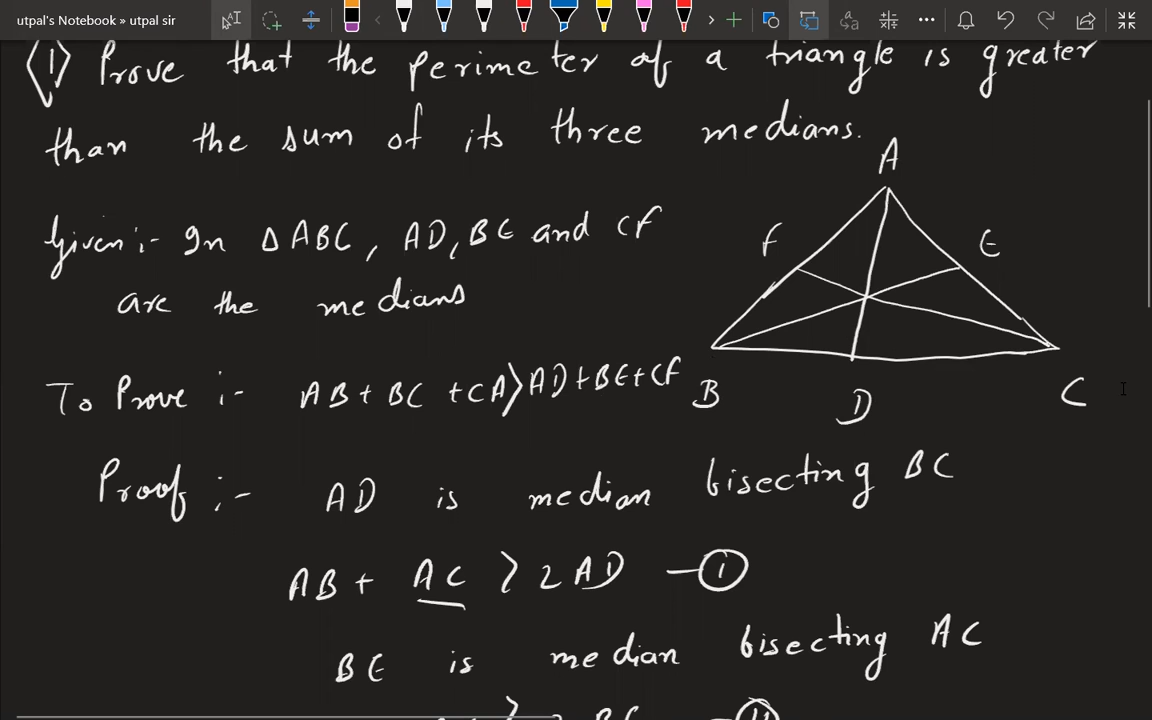 utpal's Notebook » utpal sir
(1) Prove that the perimeter of a triangle is greater
than the sum of its three medians.
A
Given:- In Δ ABC, AD, BE and CF
F E
are the medians
To Prove :- AB + BC + CA > AD + BE + CF
B D C
Proof :- AD is median bisecting BC
AB + AC > 2 AD — (i)
BE is median bisecting AC